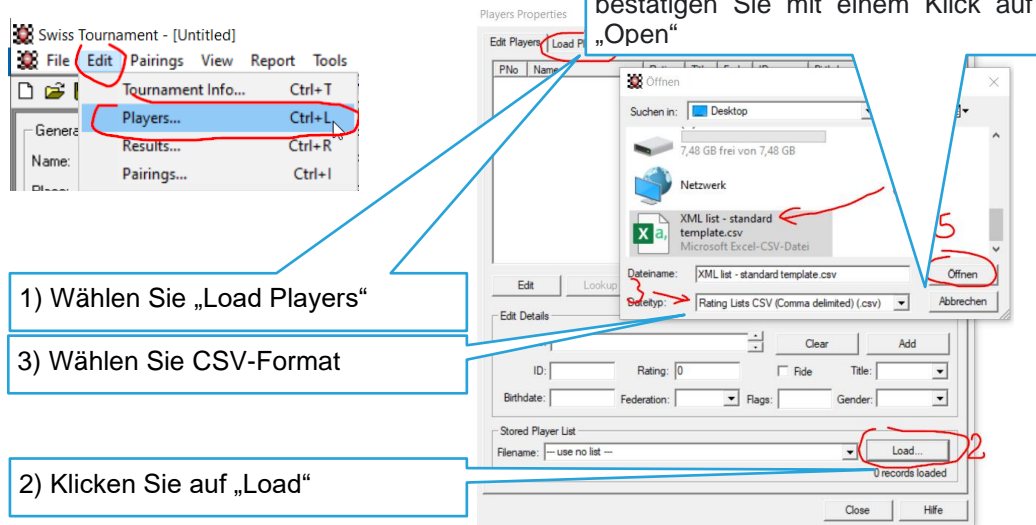 bestätigen Sie mit einem Klick auf
„Open“
Swiss Tournament - [Untitled]
File Edit Pairings View Report Tools
Tournament Info... Ctrl+T
Players... Ctrl+L
Results... Ctrl+R
Pairings... Ctrl+I
Genera
Name:
Players Properties
Edit Players Load Pl
PNo Name
Öffnen
Suchen in: Desktop
7,48 GB frei von 7,48 GB
Netzwerk
XML list - standard
template.csv
Microsoft Excel-CSV-Datei
5
Dateiname: XML list - standard template.csv Öffnen
3 Dateityp: Rating Lists CSV (Comma delimited) (.csv) Abbrechen
Edit Lookup
Edit Details
Clear Add
ID: Rating: 0 Fide Title:
Birthdate: Federation: Flags: Gender:
Stored Player List
Filename: --- use no list --- Load... 2
0 records loaded
Close Hilfe
1) Wählen Sie „Load Players“
3) Wählen Sie CSV-Format
2) Klicken Sie auf „Load“